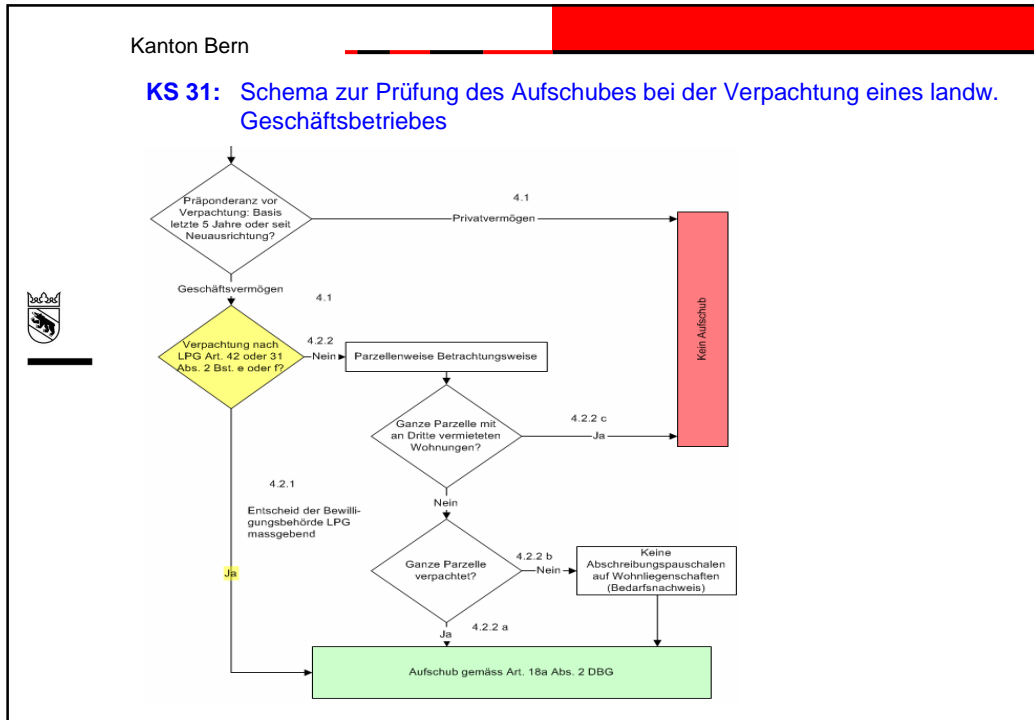 Kanton Bern
KS 31: Schema zur Prüfung des Aufschubes bei der Verpachtung eines landw.
Geschäftsbetriebes
Präponderanz vor
Verpachtung: Basis
letzte 5 Jahre oder seit
Neuausrichtung?
4.1
Privatvermögen
Kein Aufschub
Geschäftsvermögen
4.1
Verpachtung nach
LPG Art. 42 oder 31
Abs. 2 Bst. e oder f?
4.2.2
Nein
Parzellenweise Betrachtungsweise
Ganze Parzelle mit
an Dritte vermieteten
Wohnungen?
4.2.2 c
Ja
4.2.1
Entscheid der Bewilli-
gungsbehörde LPG
massgebend
Nein
Ganze Parzelle
verpachtet?
4.2.2 b
Nein
Keine
Abschreibungspauschalen
auf Wohnliegenschaften
(Bedarfsnachweis)
Ja
Ja
4.2.2 a
Aufschub gemäss Art. 18a Abs. 2 DBG